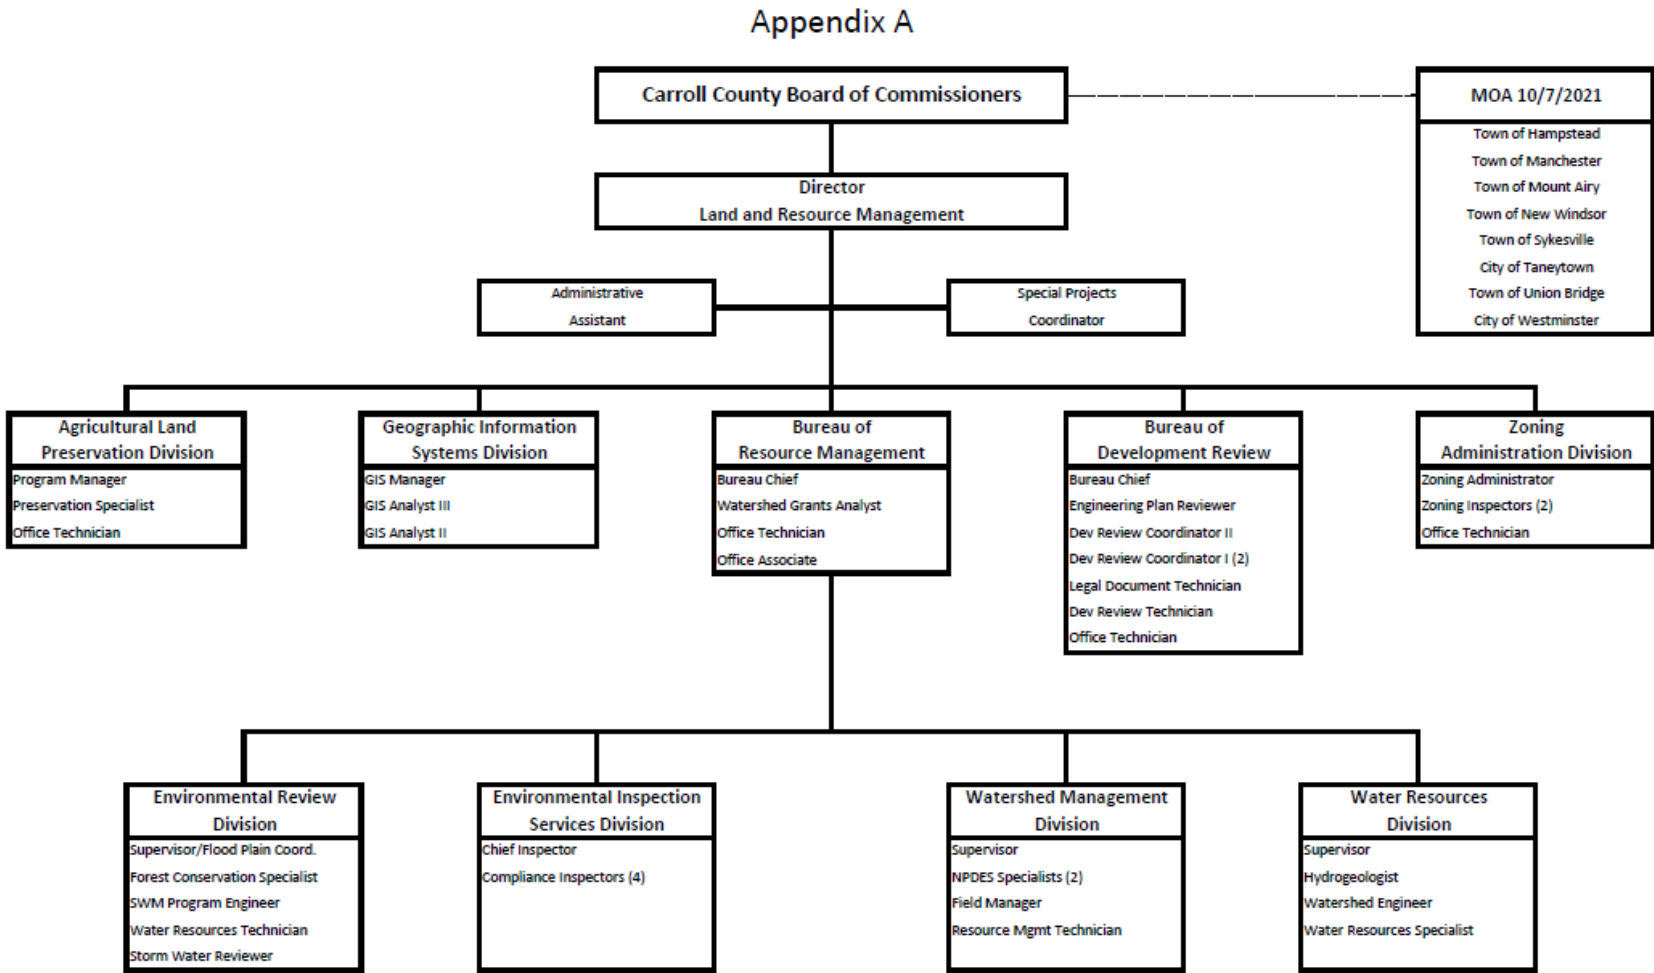 Appendix A
Carroll County Board of Commissioners
MOA 10/7/2021
Town of Hampstead
Town of Manchester
Town of Mount Airy
Town of New Windsor
Town of Sykesville
City of Taneytown
Town of Union Bridge
City of Westminster
Director
Land and Resource Management
Administrative
Assistant
Special Projects
Coordinator
Agricultural Land
Preservation Division
Program Manager
Preservation Specialist
Office Technician
Geographic Information
Systems Division
GIS Manager
GIS Analyst III
GIS Analyst II
Bureau of
Resource Management
Bureau Chief
Watershed Grants Analyst
Office Technician
Office Associate
Bureau of
Development Review
Bureau Chief
Engineering Plan Reviewer
Dev Review Coordinator II
Dev Review Coordinator I (2)
Legal Document Technician
Dev Review Technician
Office Technician
Zoning
Administration Division
Zoning Administrator
Zoning Inspectors (2)
Office Technician
Environmental Review
Division
Supervisor/Flood Plain Coord.
Forest Conservation Specialist
SWM Program Engineer
Water Resources Technician
Storm Water Reviewer
Environmental Inspection
Services Division
Chief Inspector
Compliance Inspectors (4)
Watershed Management
Division
Supervisor
NPDES Specialists (2)
Field Manager
Resource Mgmt Technician
Water Resources
Division
Supervisor
Hydrogeologist
Watershed Engineer
Water Resources Specialist